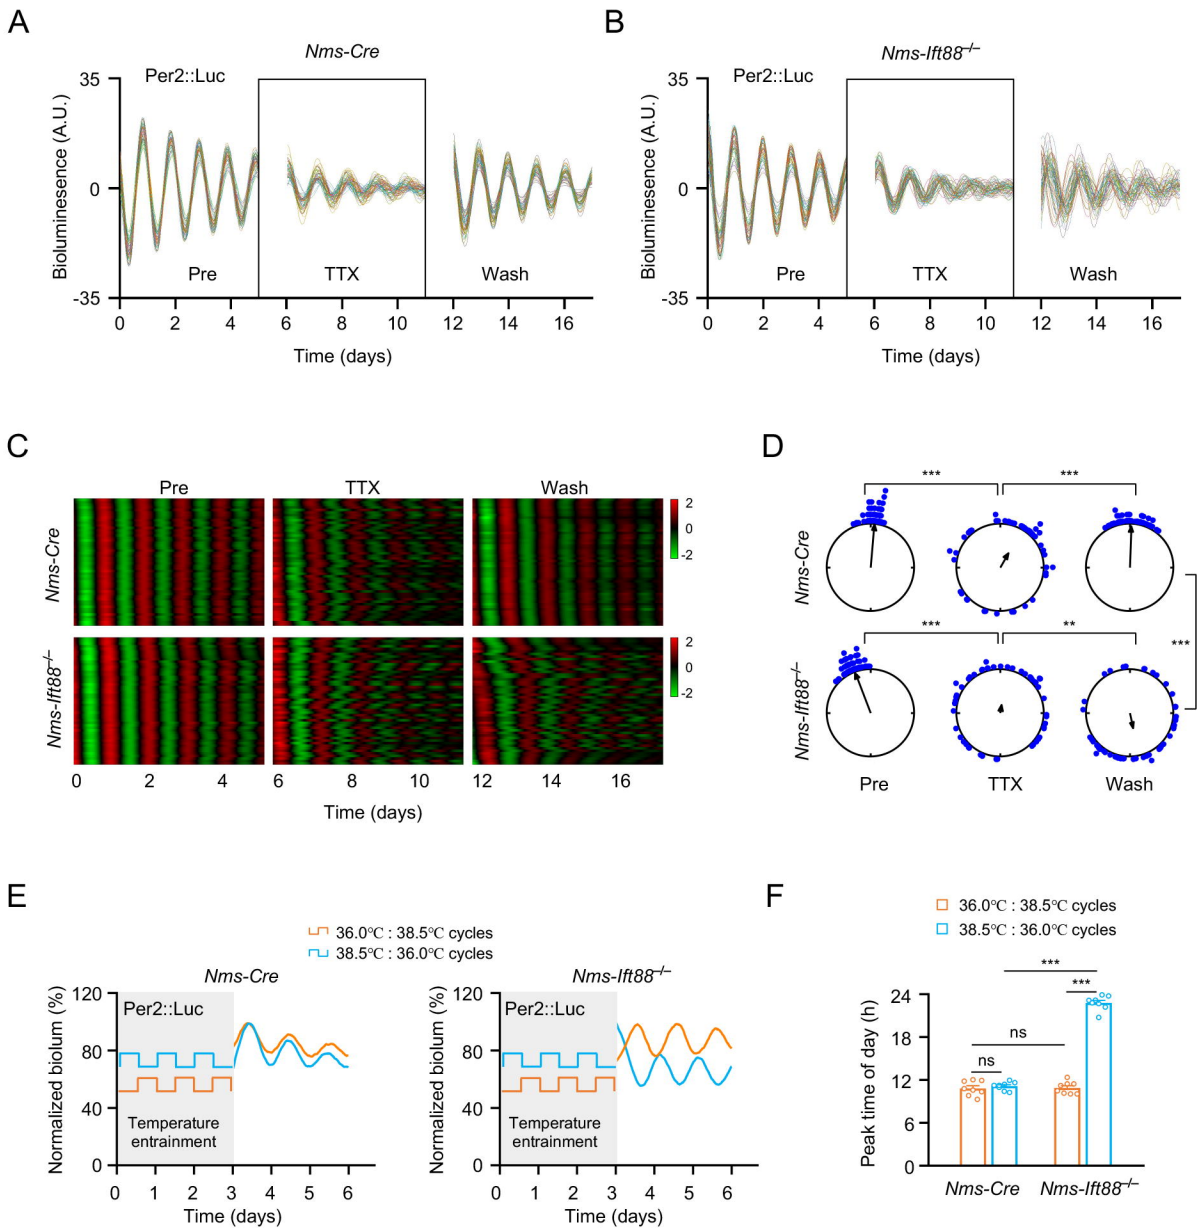 A
Nms-Cre
35
Per2::Luc
Bioluminesence (A.U.)
0
Pre
TTX
Wash
-35
0 2 4 6 8 10 12 14 16
Time (days)
B
Nms-Ift88–/–
35
Per2::Luc
Bioluminesence (A.U.)
0
Pre
TTX
Wash
-35
0 2 4 6 8 10 12 14 16
Time (days)
C
Pre
TTX
Wash
Nms-Cre
2
0
-2
Nms-Ift88–/–
2
0
-2
0 2 4 6 8 10 12 14 16
Time (days)
D
*** ***
Nms-Cre
*** **
***
Nms-Ift88–/–
Pre
TTX
Wash
E
36.0℃ : 38.5℃ cycles
38.5℃ : 36.0℃ cycles
Nms-Cre
Normalized biolum (%)
120
80
40
0
Per2::Luc
Temperature
entrainment
0 1 2 3 4 5 6
Time (days)
Nms-Ift88–/–
Normalized biolum (%)
120
80
40
0
Per2::Luc
Temperature
entrainment
0 1 2 3 4 5 6
Time (days)
F
36.0℃ : 38.5℃ cycles
38.5℃ : 36.0℃ cycles
***
***
ns
ns
Peak time of day (h)
24
18
12
6
0
Nms-Cre
Nms-Ift88–/–